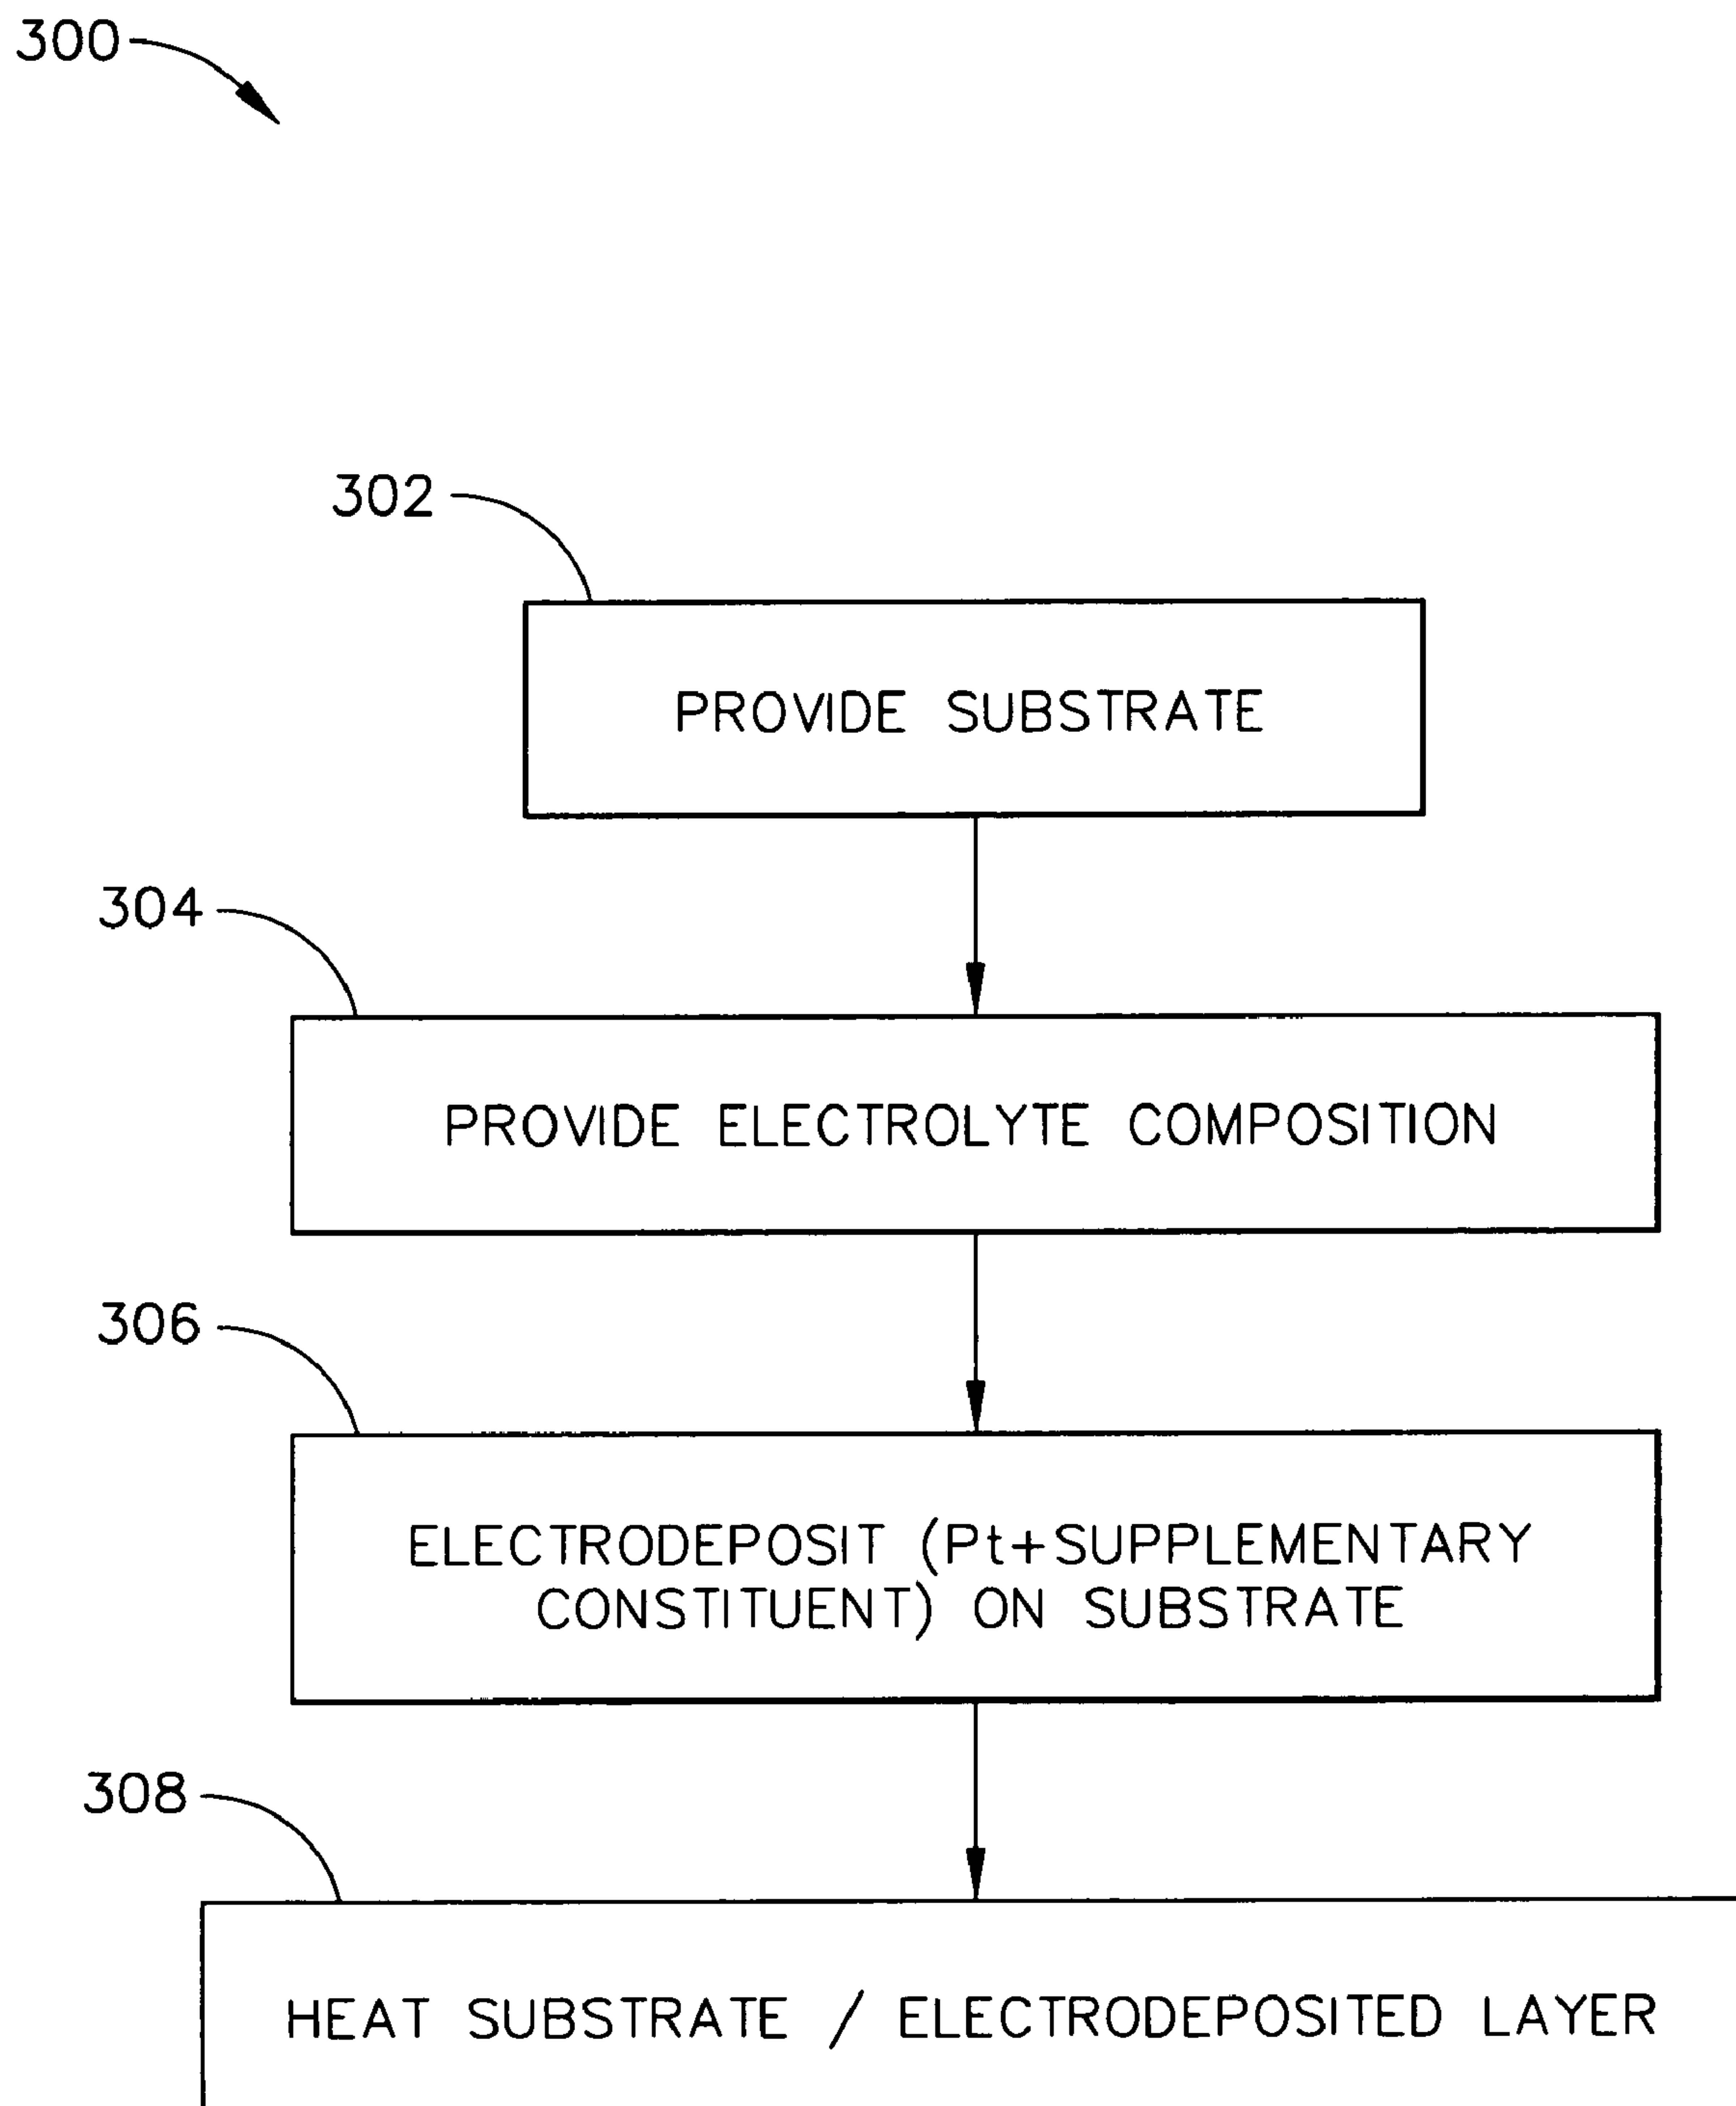 300
302
PROVIDE SUBSTRATE
304
PROVIDE ELECTROLYTE COMPOSITION
306
ELECTRODEPOSIT (Pt+SUPPLEMENTARY
CONSTITUENT) ON SUBSTRATE
308
HEAT SUBSTRATE / ELECTRODEPOSITED LAYER